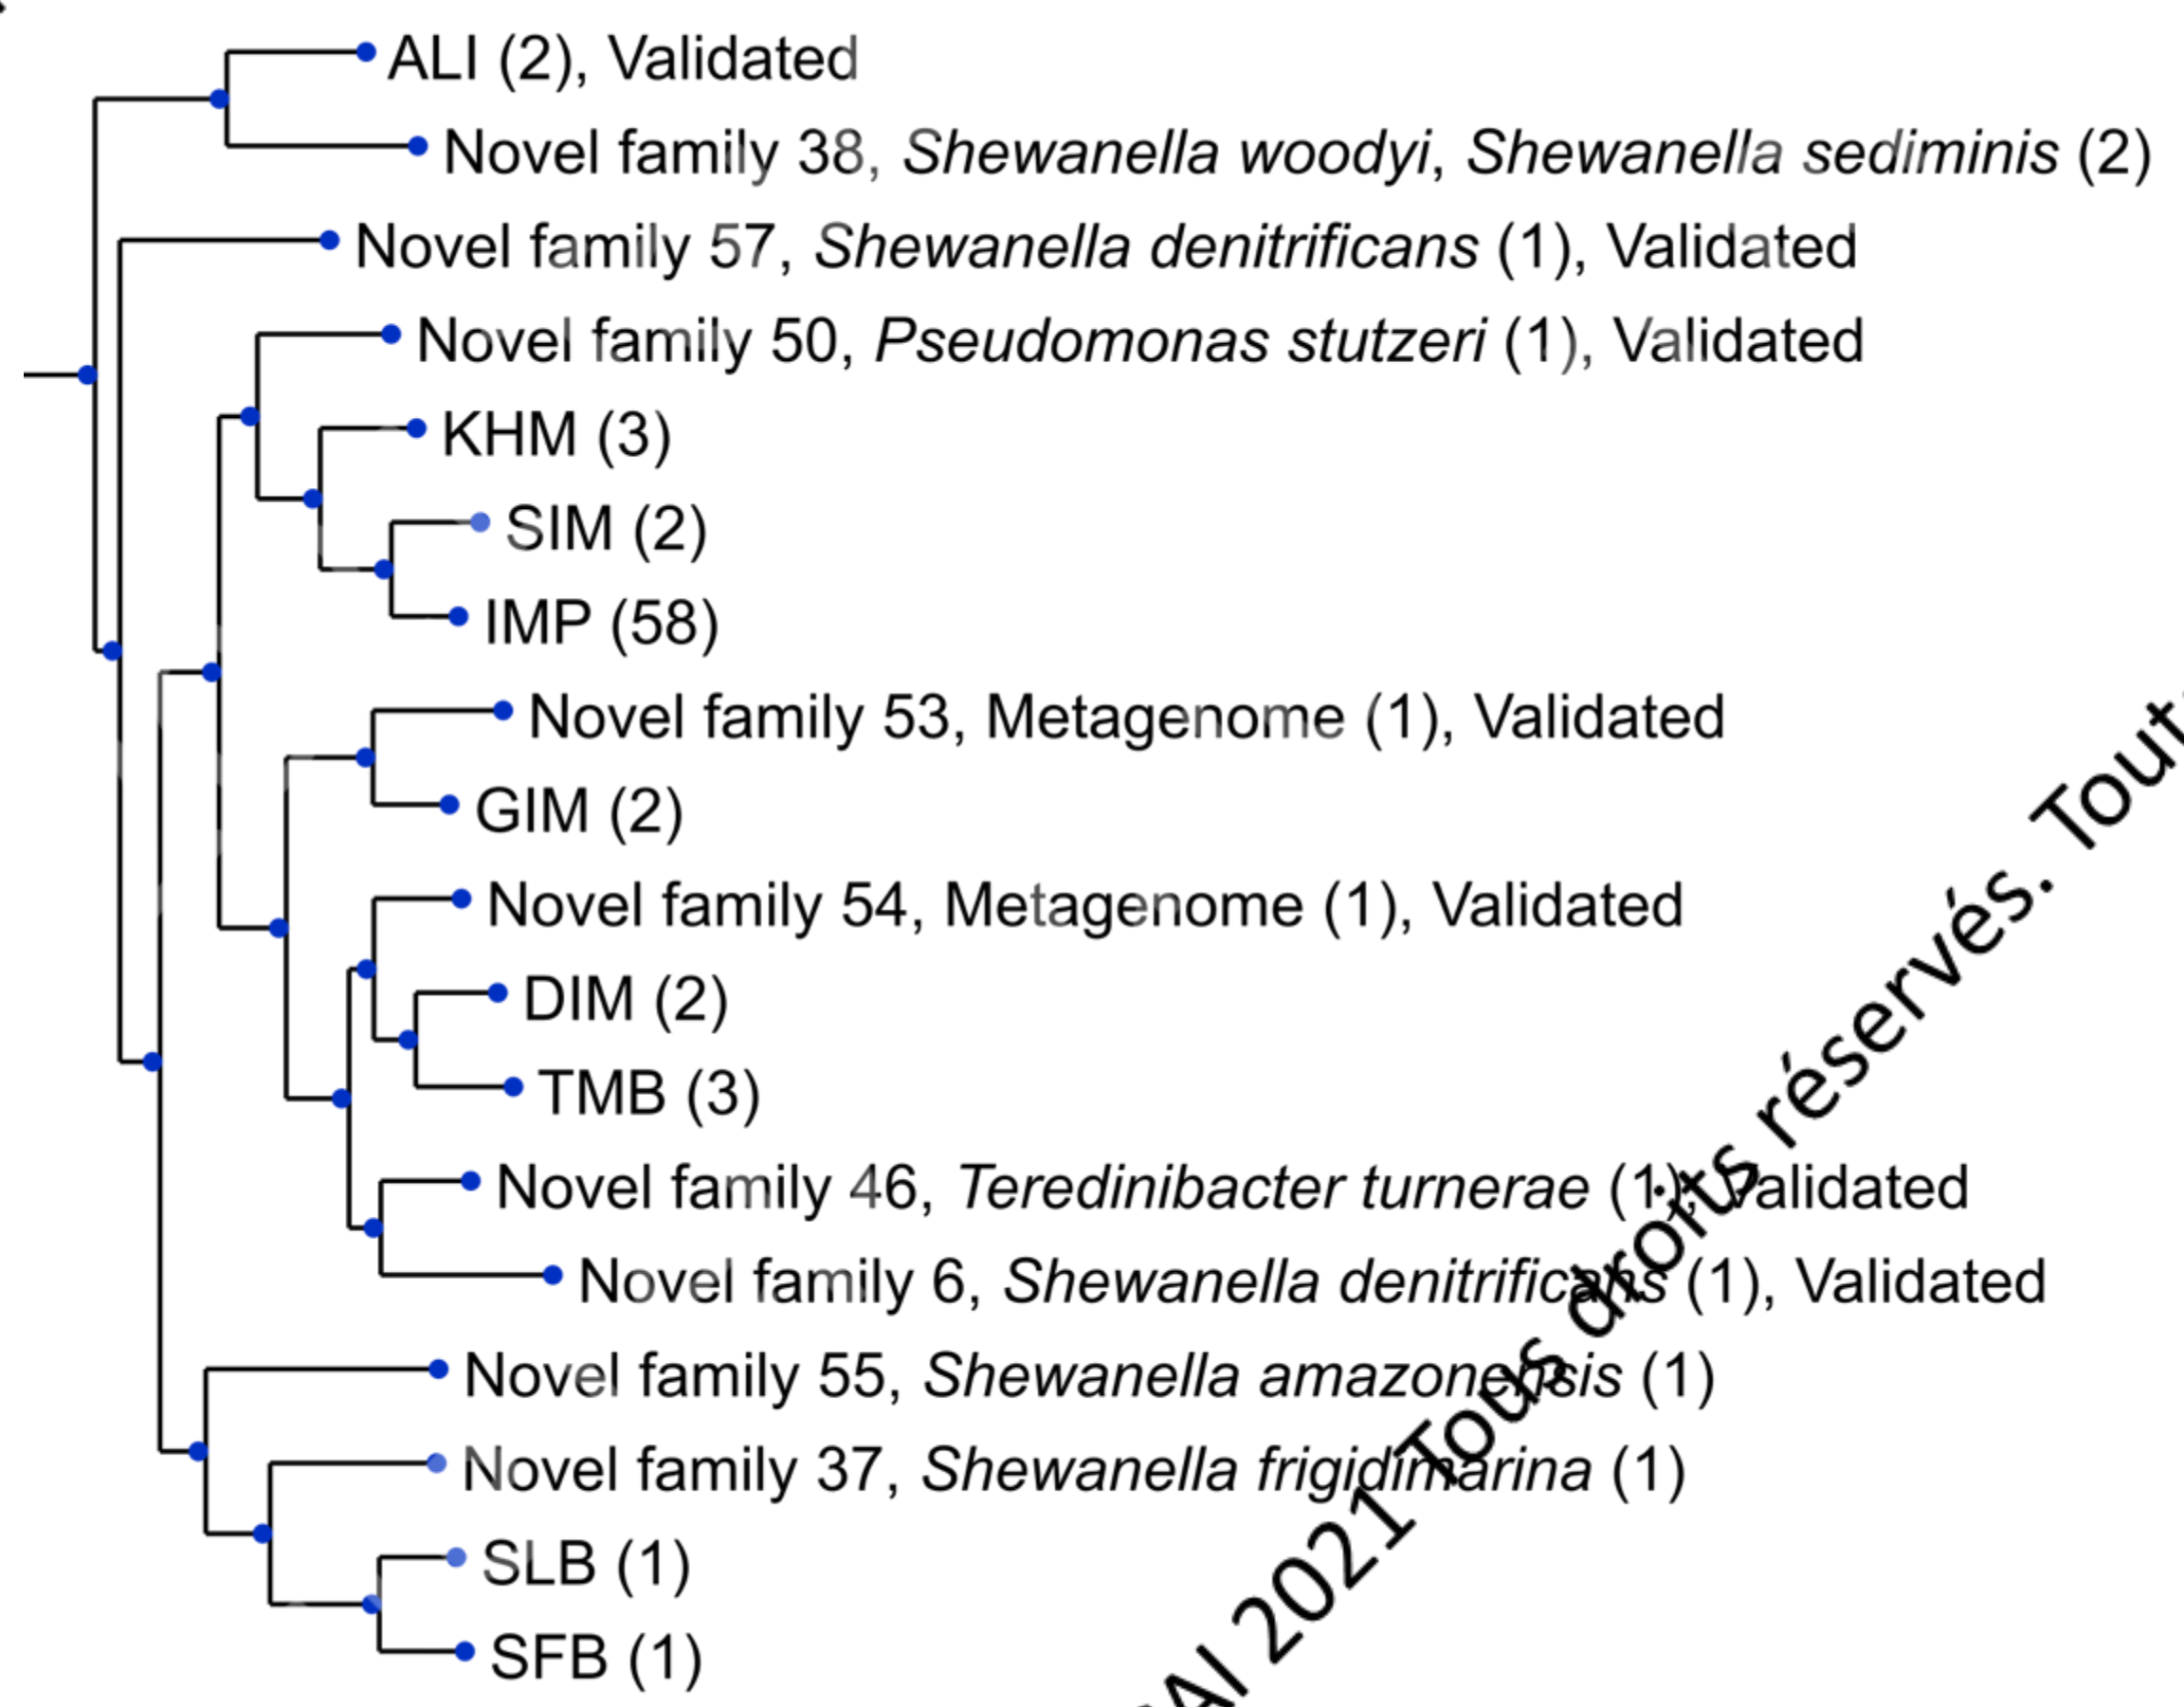 ALI (2), Validated
Novel family 38, Shewanella woodyi, Shewanella sediminis (2)
Novel family 57, Shewanella denitrificans (1), Validated
Novel family 50, Pseudomonas stutzeri (1), Validated
KHM (3)
SIM (2)
IMP (58)
Novel family 53, Metagenome (1), Validated
GIM (2)
Novel family 54, Metagenome (1), Validated
DIM (2)
TMB (3)
Novel family 46, Teredinibacter turnerae (1), Validated
Novel family 6, Shewanella denitrificans (1), Validated
Novel family 55, Shewanella amazonensis (1)
Novel family 37, Shewanella frigidimarina (1)
SLB (1)
SFB (1)
2021 Tous droits réservés.